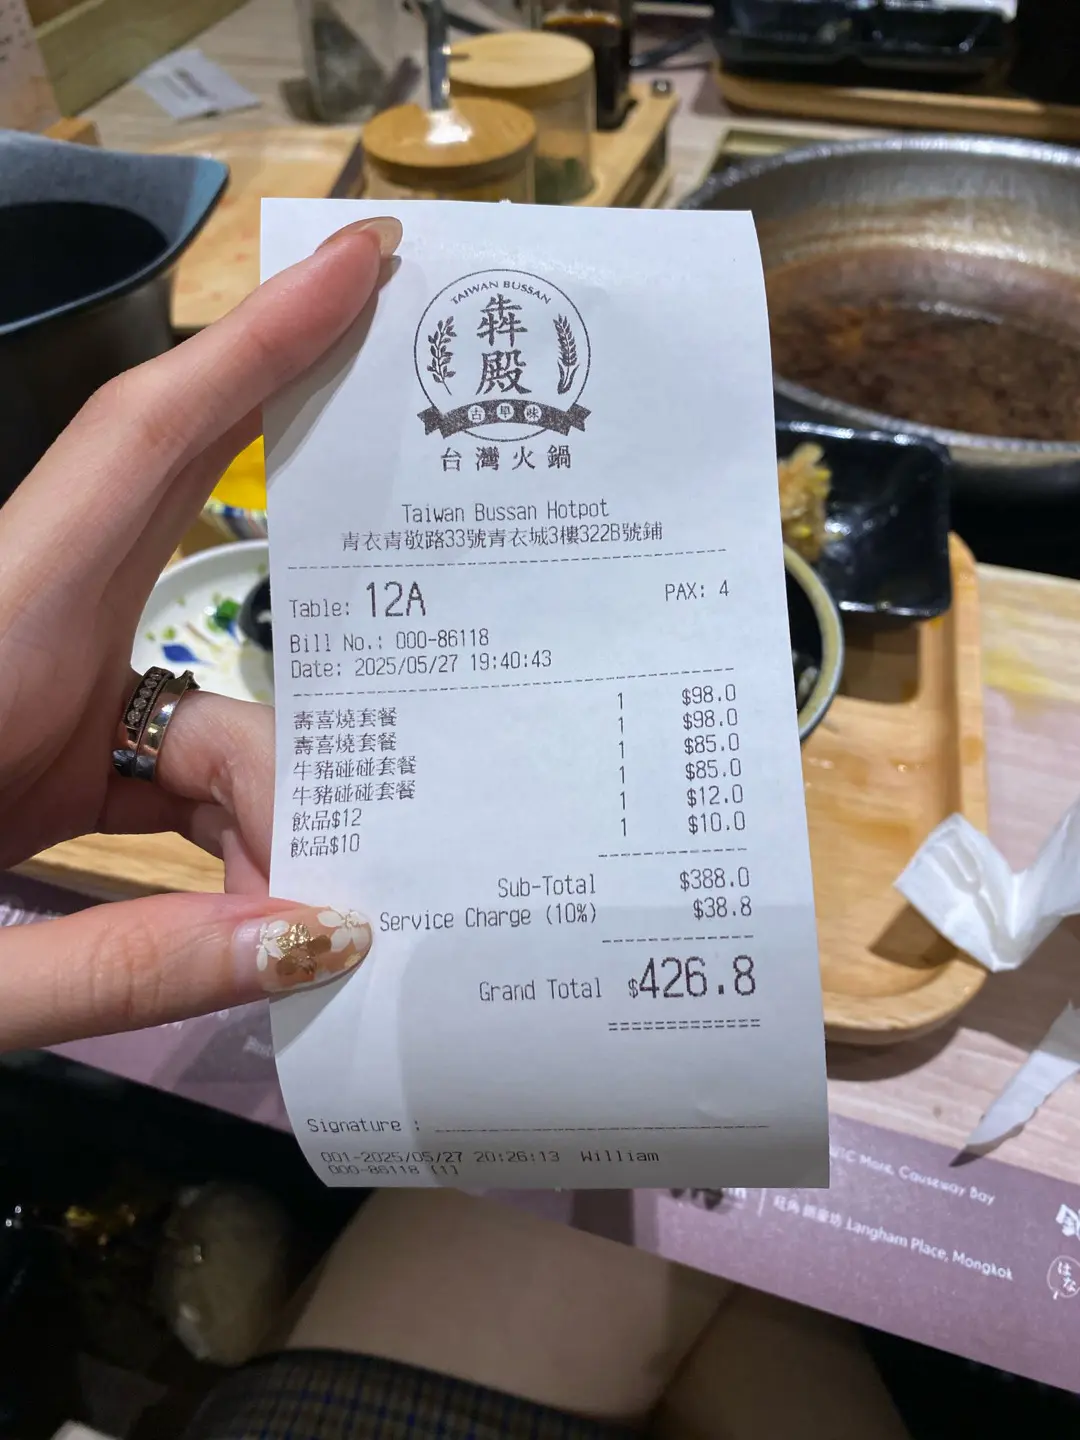 TAIWAN BUSSAN
犇殿
古早味
台灣火鍋
Taiwan Bussan Hotpot
青衣青敬路33號青衣城3樓322B號鋪
Table: 12A PAX: 4
Bill No.: 000-86118
Date: 2025/05/27 19:40:43
壽喜燒套餐 1 $98.0
壽喜燒套餐 1 $98.0
牛豬碰碰套餐 1 $85.0
牛豬碰碰套餐 1 $85.0
飲品$12 1 $12.0
飲品$10 1 $10.0
Sub-Total $388.0
Service Charge (10%) $38.8
Grand Total $426.8
Signature :
001-2025/05/27 20:26:13 William
000-86118 (1)
More, Causeway Bay
Langham Place, Mongkok
はな